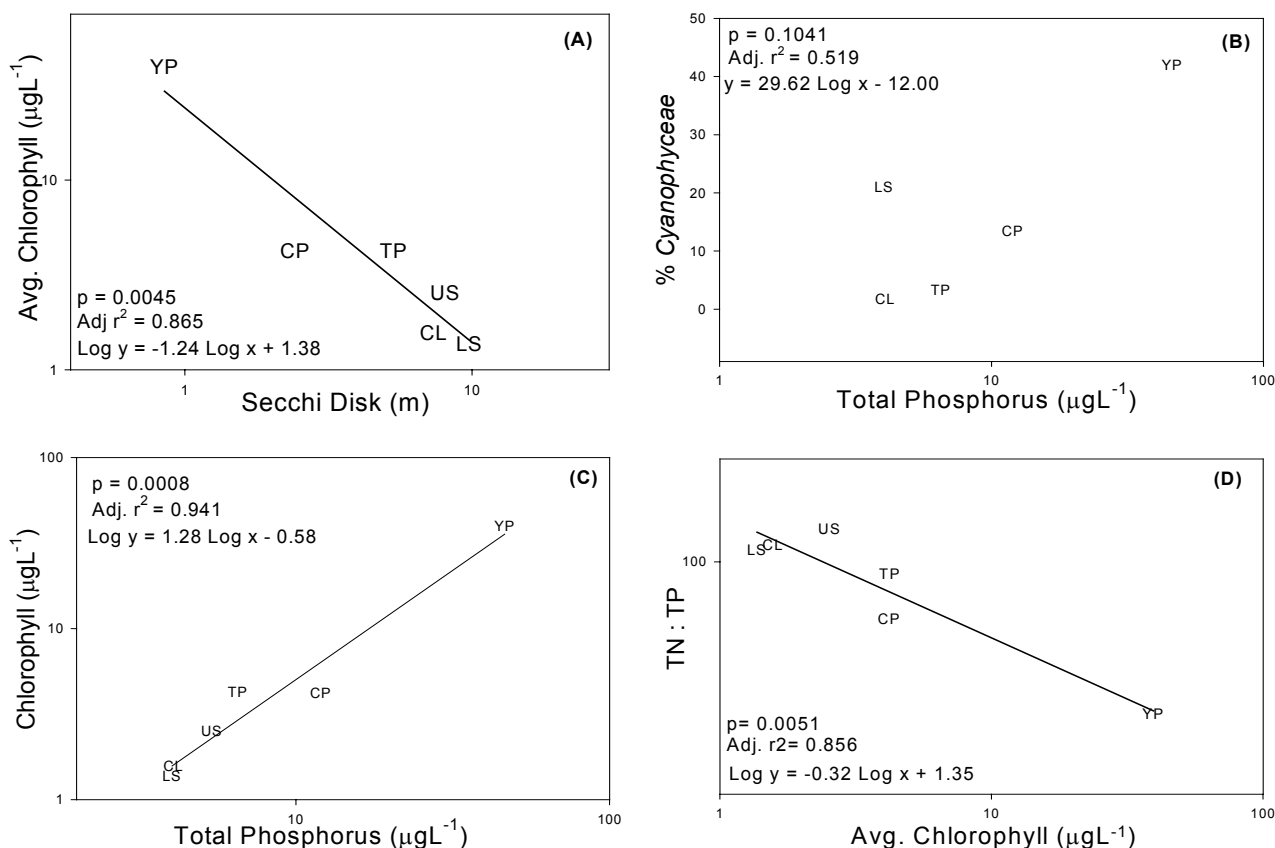 (A)
Avg. Chlorophyll (μgL⁻¹)
10
1
YP
CP
TP
US
CL
LS
p = 0.0045
Adj r² = 0.865
Log y = -1.24 Log x + 1.38
1
10
Secchi Disk (m)
(B)
% Cyanophyceae
50
40
30
20
10
0
p = 0.1041
Adj. r² = 0.519
y = 29.62 Log x - 12.00
YP
LS
CP
TP
CL
1
10
100
Total Phosphorus (μgL⁻¹)
(C)
Chlorophyll (μgL⁻¹)
100
10
1
p = 0.0008
Adj. r² = 0.941
Log y = 1.28 Log x - 0.58
YP
TP
CP
US
CL
LS
10
100
Total Phosphorus (μgL⁻¹)
(D)
TN : TP
100
US
LS
CL
TP
CP
YP
p= 0.0051
Adj. r2= 0.856
Log y = -0.32 Log x + 1.35
1
10
100
Avg. Chlorophyll (μgL⁻¹)